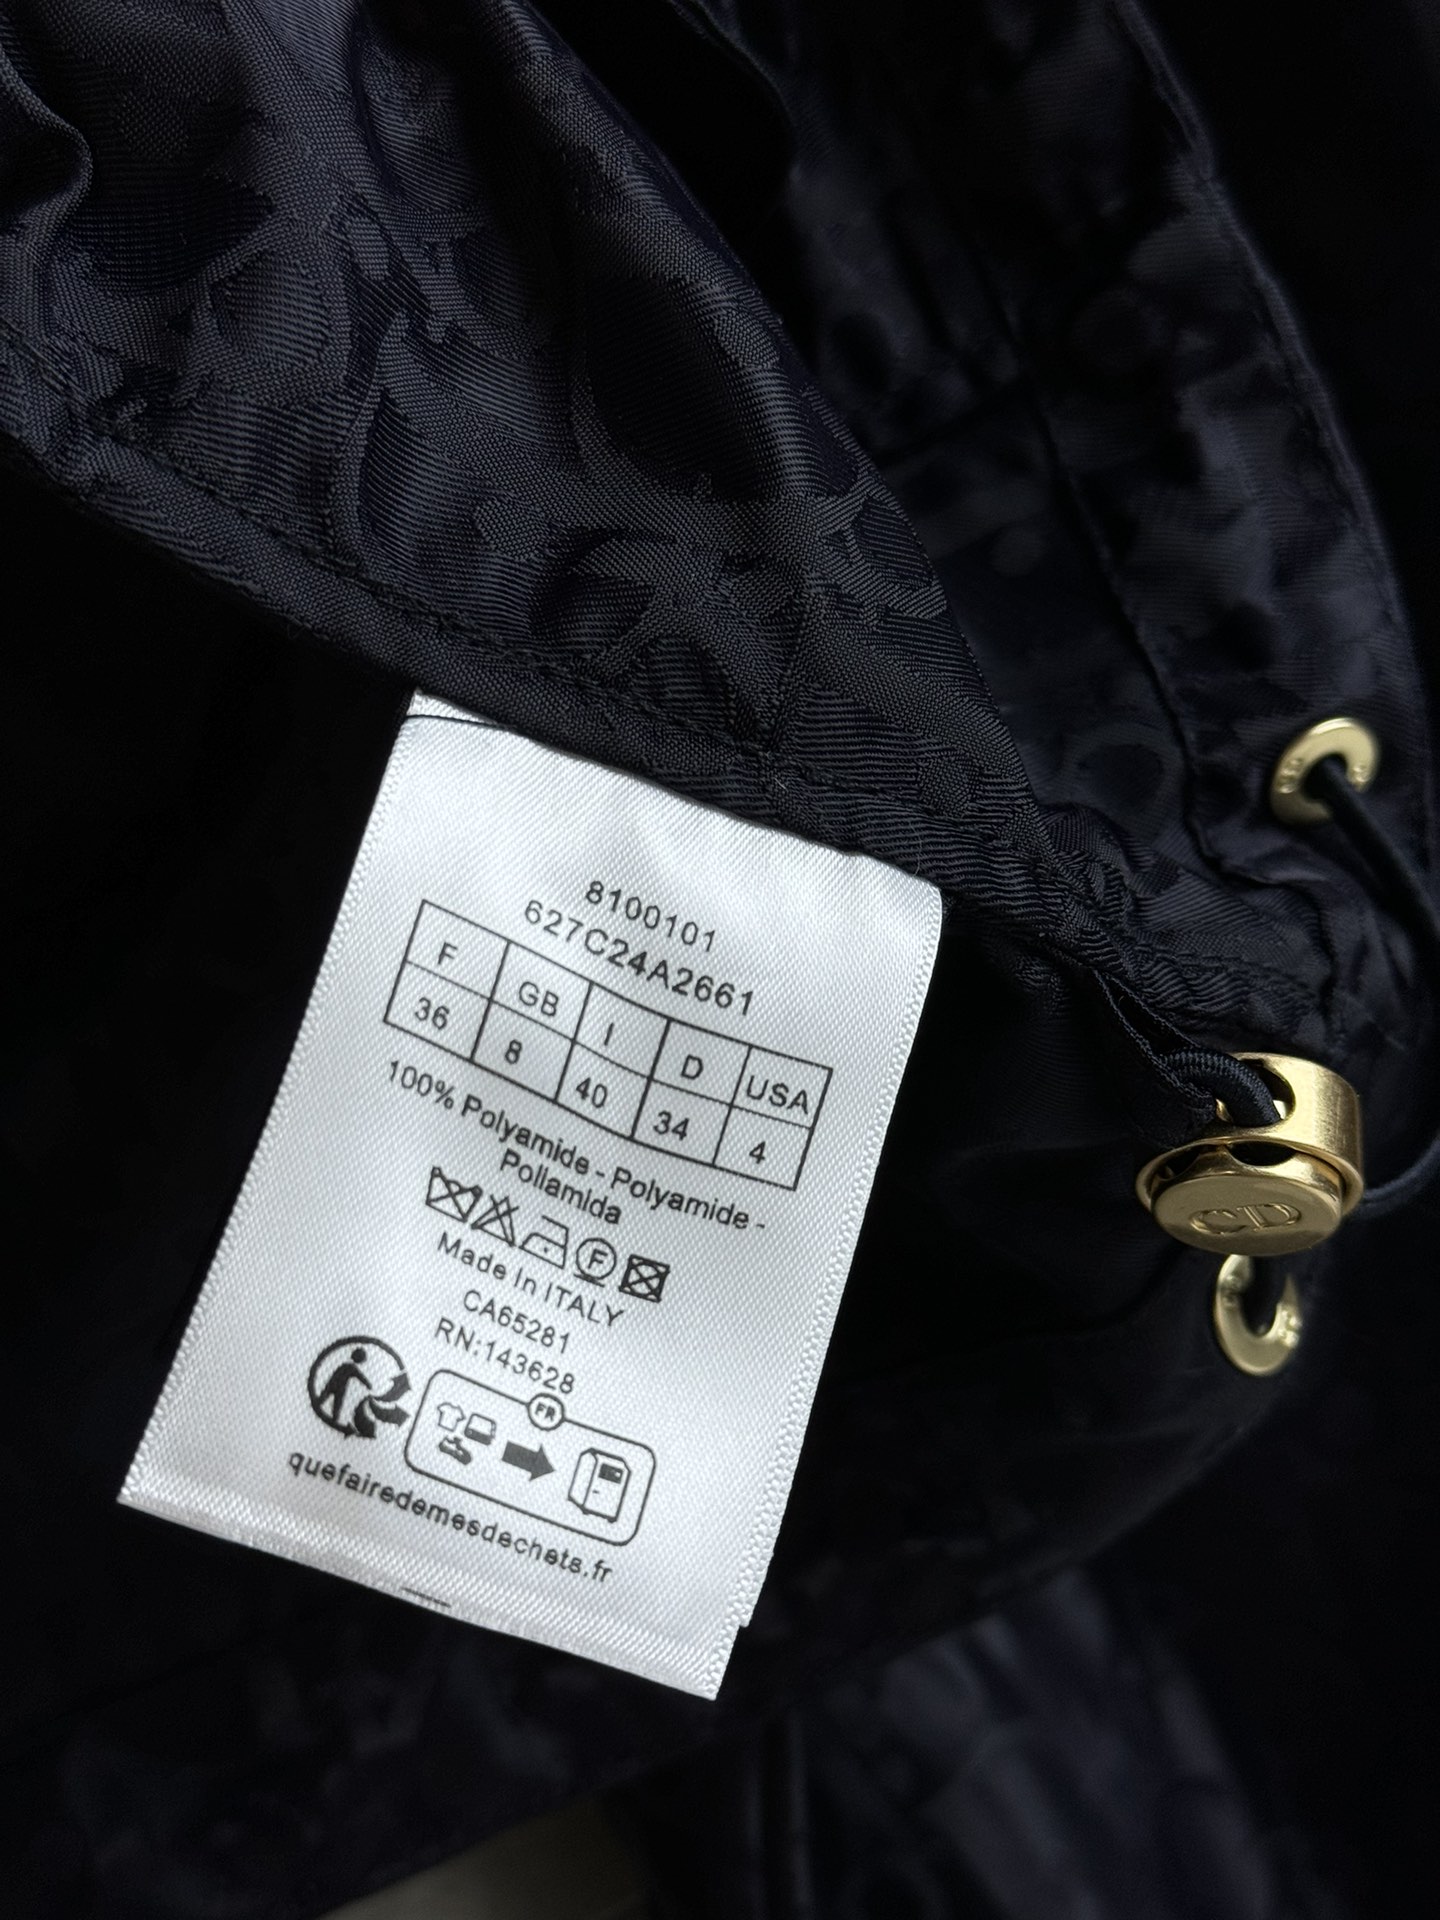 8100101
627C24A2661
F GB I D USA
36 8 40 34 4
100% Polyamide - Polyamide -
Poliamida
F
Made in ITALY
CA65281
RN:143628
FR
quefairedemesdechets.fr
CD